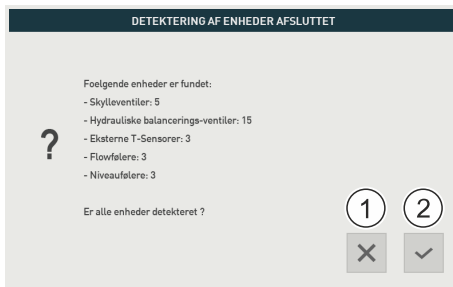 DETEKTERING AF ENHEDER AFSLUTTET
Foelgende enheder er fundet:
- Skylleventiler: 5
- Hydrauliske balancerings-ventiler: 15
- Eksterne T-Sensorer: 3
- Flowfølere: 3
- Niveaufølere: 3
?
Er alle enheder detekteret ?
1
2